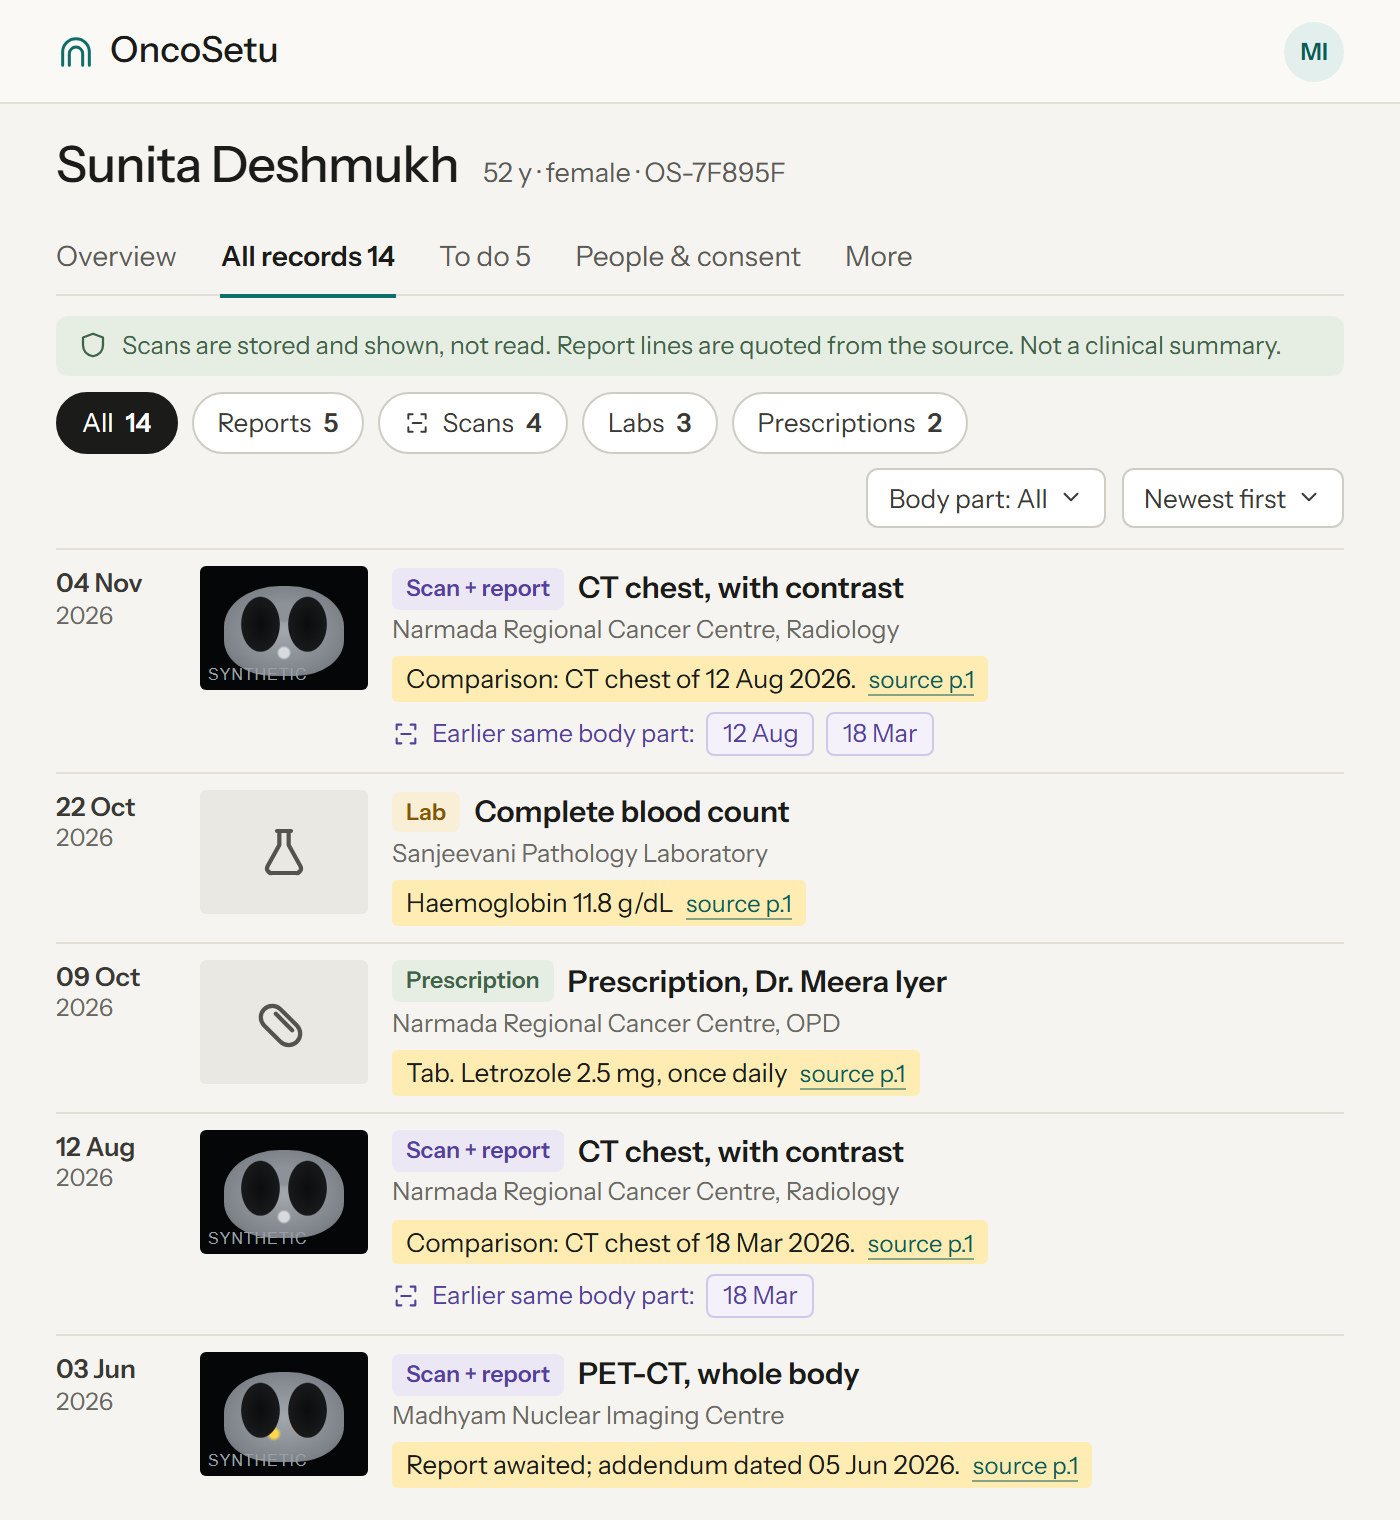 OncoSetu
MI
Sunita Deshmukh 52 y · female · OS-7F895F
Overview All records 14 To do 5 People & consent More
Scans are stored and shown, not read. Report lines are quoted from the source. Not a clinical summary.
All 14 Reports 5 Scans 4 Labs 3 Prescriptions 2
Body part: All Newest first
04 Nov
2026
SYNTHETIC
Scan + report CT chest, with contrast
Narmada Regional Cancer Centre, Radiology
Comparison: CT chest of 12 Aug 2026. source p.1
Earlier same body part: 12 Aug 18 Mar
22 Oct
2026
Lab Complete blood count
Sanjeevani Pathology Laboratory
Haemoglobin 11.8 g/dL source p.1
09 Oct
2026
Prescription Prescription, Dr. Meera Iyer
Narmada Regional Cancer Centre, OPD
Tab. Letrozole 2.5 mg, once daily source p.1
12 Aug
2026
SYNTHETIC
Scan + report CT chest, with contrast
Narmada Regional Cancer Centre, Radiology
Comparison: CT chest of 18 Mar 2026. source p.1
Earlier same body part: 18 Mar
03 Jun
2026
SYNTHETIC
Scan + report PET-CT, whole body
Madhyam Nuclear Imaging Centre
Report awaited; addendum dated 05 Jun 2026. source p.1